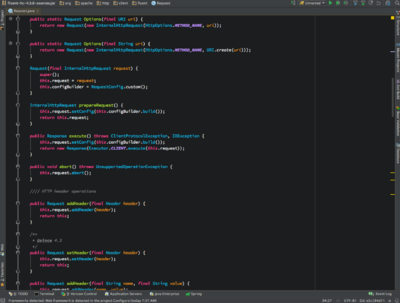 public static Request Options(final URI uri) {
return new Request(new InternalHttpRequest(HttpOptions.METHOD_NAME, uri));
}
public static Request Options(final String uri) {
return new Request(new InternalHttpRequest(HttpOptions.METHOD_NAME, URI.create(uri)));
}
Request(final InternalHttpRequest request) {
super();
this.request = request;
this.configBuilder = RequestConfig.custom();
}
InternalHttpRequest prepareRequest() {
this.request.setConfig(this.configBuilder.build());
return this.request;
}
public Response execute() throws ClientProtocolException, IOException {
this.request.setConfig(this.configBuilder.build());
return new Response(Executor.CLIENT.execute(this.request));
}
public void abort() throws UnsupportedOperationException {
this.request.abort();
}
//// HTTP header operations
public Request addHeader(final Header header) {
this.request.addHeader(header);
return this;
}
/**
* @since 4.3
*/
public Request setHeader(final Header header) {
this.request.setHeader(header);
return this;
}
public Request addHeader(final String name, final String value) {
this.request.addHeader(name, value);